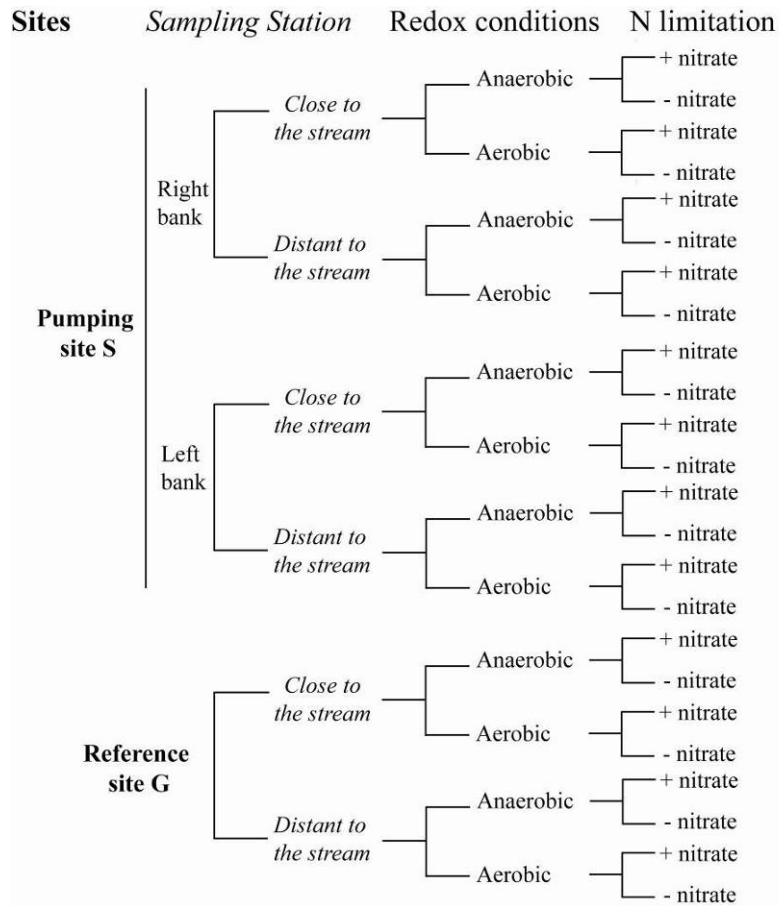 Sites Sampling Station Redox conditions N limitation
+ nitrate
Anaerobic
- nitrate
Close to
the stream
+ nitrate
Aerobic
- nitrate
Right
bank
+ nitrate
Anaerobic
- nitrate
Distant to
the stream
+ nitrate
Aerobic
- nitrate
Pumping
site S
+ nitrate
Anaerobic
- nitrate
Close to
the stream
+ nitrate
Aerobic
- nitrate
Left
bank
+ nitrate
Anaerobic
- nitrate
Distant to
the stream
+ nitrate
Aerobic
- nitrate
+ nitrate
Anaerobic
- nitrate
Close to
the stream
+ nitrate
Aerobic
- nitrate
Reference
site G
+ nitrate
Anaerobic
- nitrate
Distant to
the stream
+ nitrate
Aerobic
- nitrate